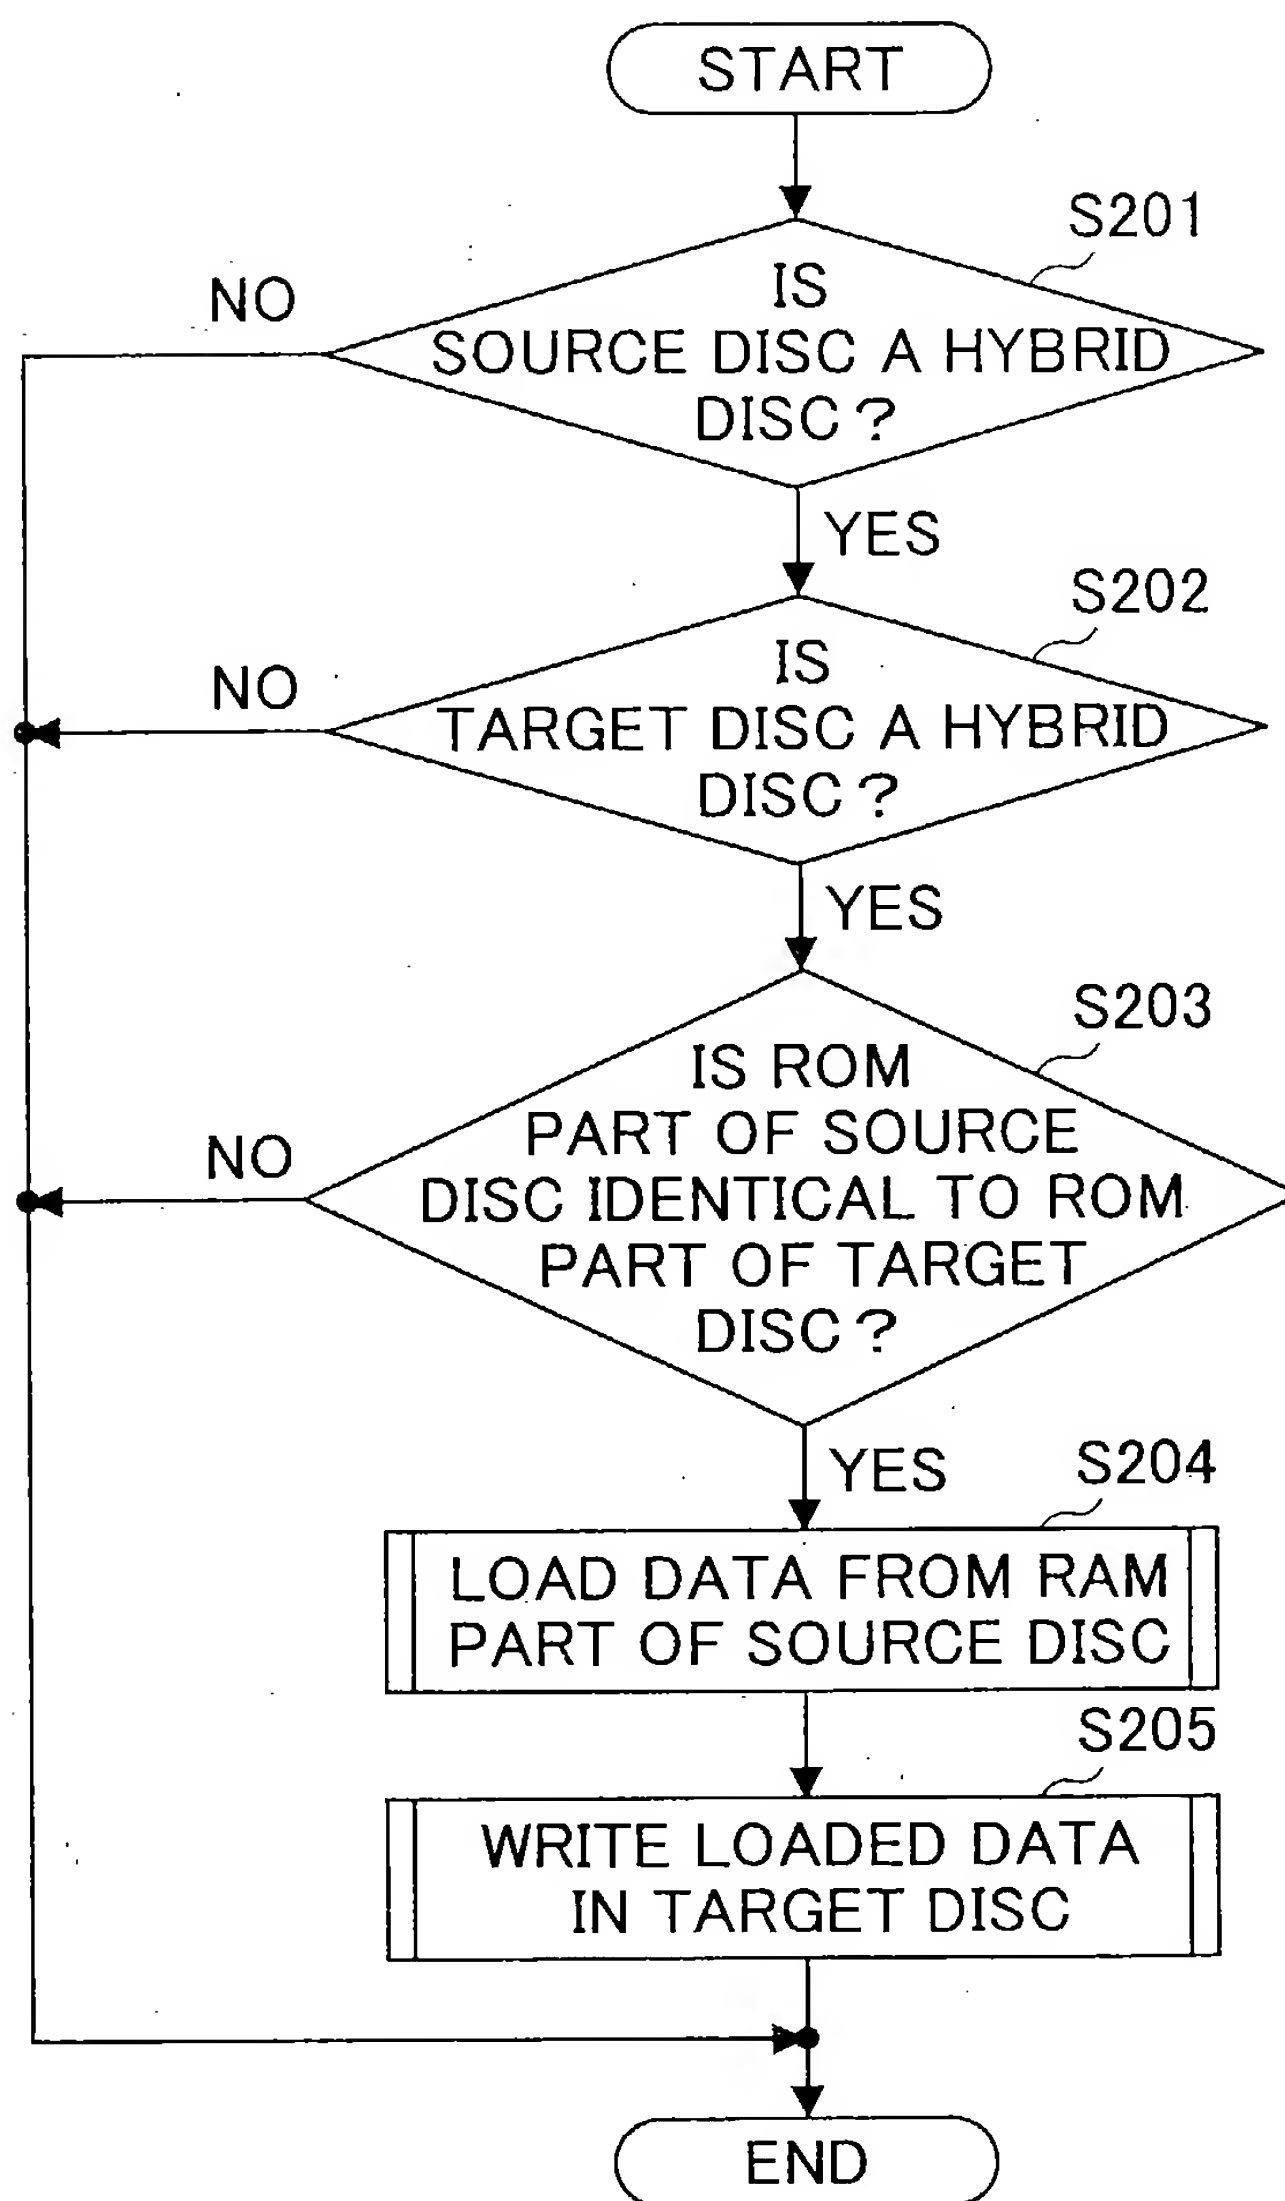 START
S201
NO
IS
SOURCE DISC A HYBRID
DISC?
YES
S202
NO
IS
TARGET DISC A HYBRID
DISC?
YES
S203
NO
IS ROM
PART OF SOURCE
DISC IDENTICAL TO ROM
PART OF TARGET
DISC?
YES
S204
LOAD DATA FROM RAM
PART OF SOURCE DISC
S205
WRITE LOADED DATA
IN TARGET DISC
END